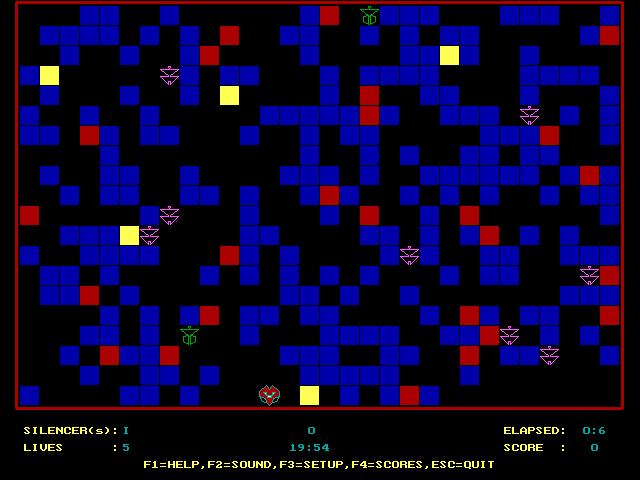 SILENCER(s): I 0 ELAPSED: 0:6
LIVES : 5 19:54 SCORE : 0
F1=HELP,F2=SOUND,F3=SETUP,F4=SCORES,ESC=QUIT